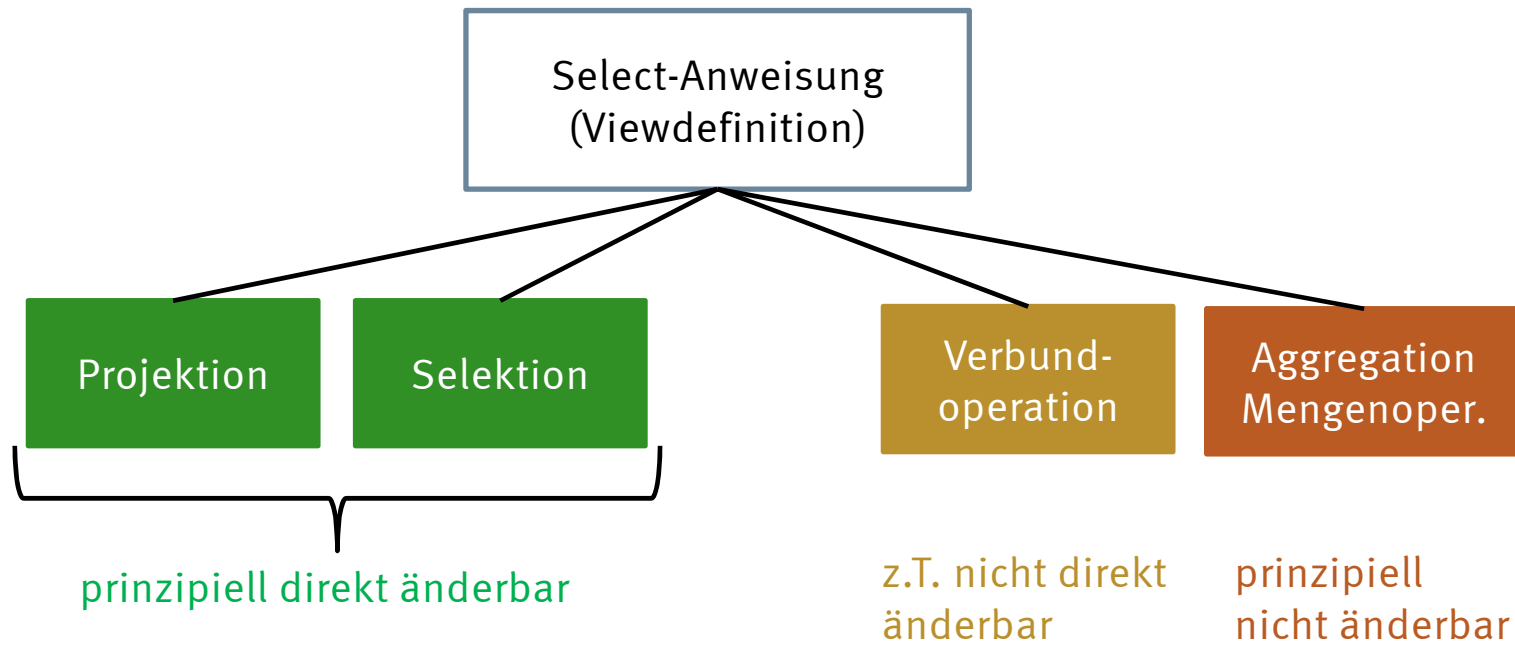 Select-Anweisung
(Viewdefinition)
Projektion
Selektion
Verbund-
operation
Aggregation
Mengenoper.
prinzipiell direkt änderbar
z.T. nicht direkt
änderbar
prinzipiell
nicht änderbar